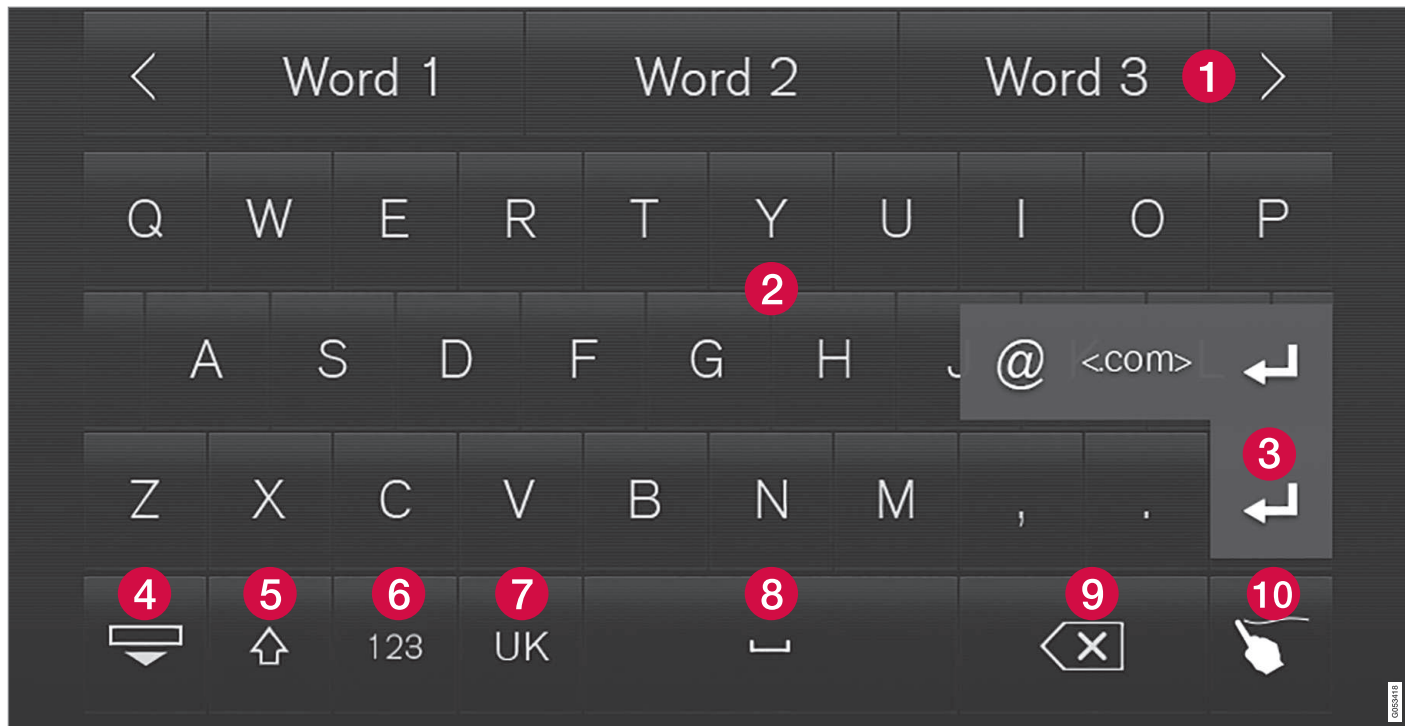 Word 1 Word 2 Word 3 1
Q W E R T Y U I O P
2
A S D F G H J @ K <.com> L
3
Z X C V B N M , .
4 5 6 7 8 9 10
123 UK
G053418